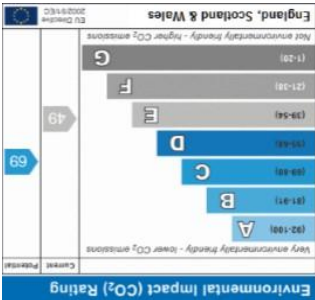 Environmental Impact (CO₂) Rating
Current Potential
Very environmentally friendly - lower CO₂ emissions
(92-100) A
(81-91) B
(69-80) C
(55-68) D
(39-54) E
(21-38) F
(1-20) G
49
69
Not environmentally friendly - higher CO₂ emissions
England, Scotland & Wales
EU Directive
2002/91/EC